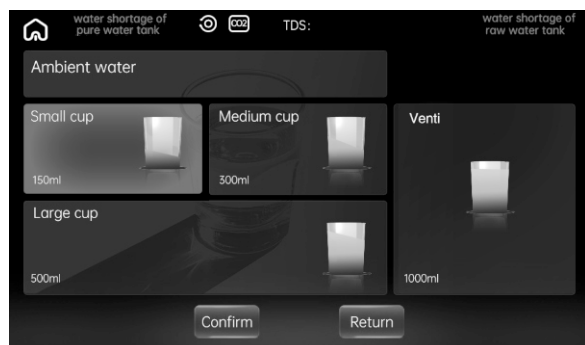 water shortage of
pure water tank
CO2
TDS:
water shortage of
raw water tank
Ambient water
Small cup
150ml
Medium cup
300ml
Venti
1000ml
Large cup
500ml
Confirm
Return